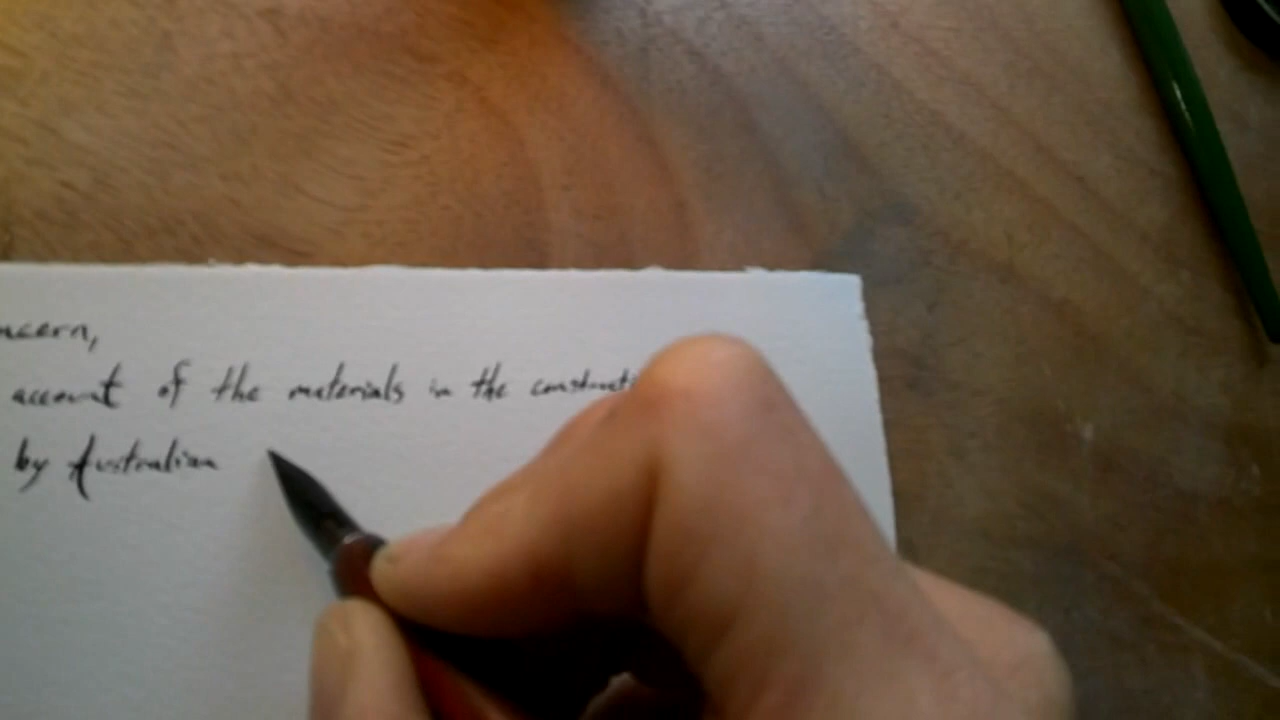 ncern,
account of the materials in the constructi
by Australian